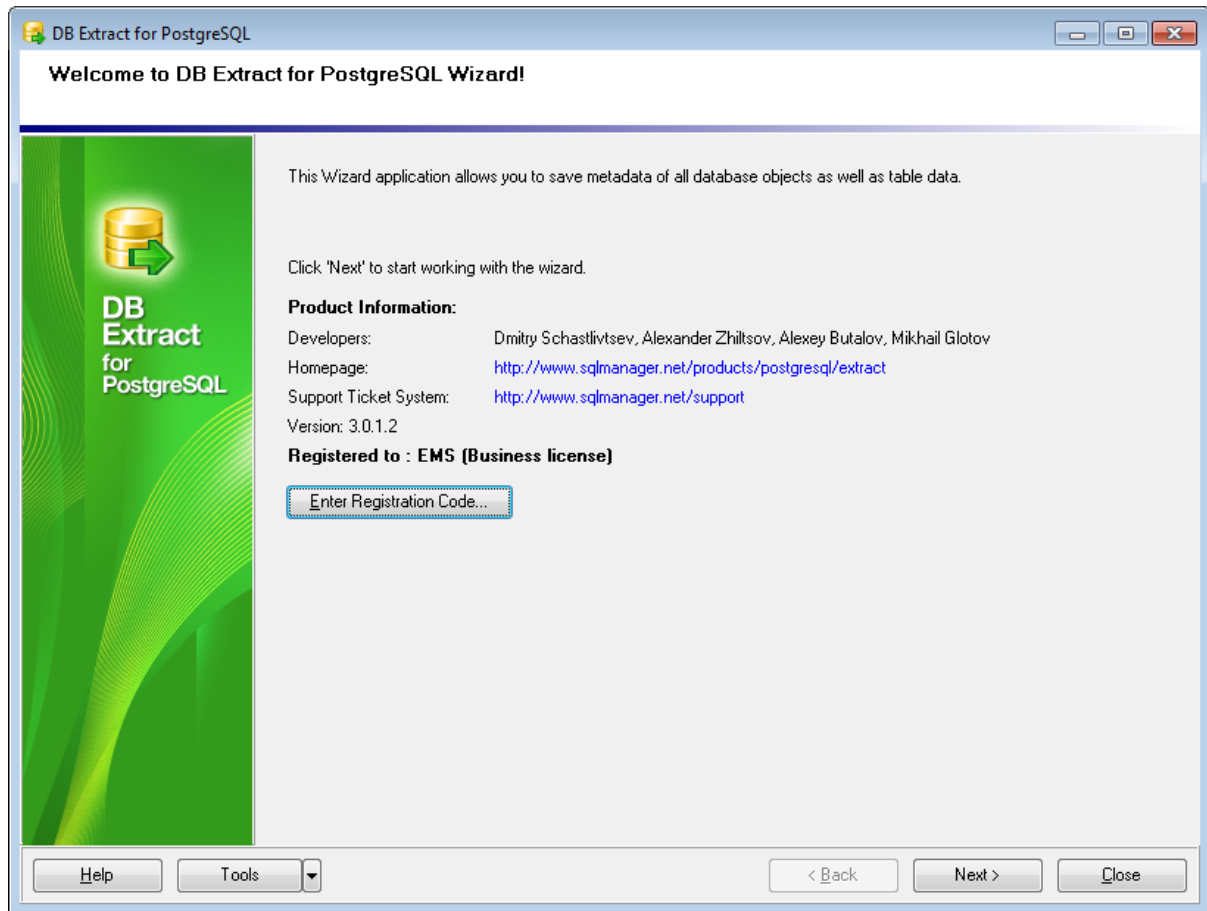 DB Extract for PostgreSQL
Welcome to DB Extract for PostgreSQL Wizard!
This Wizard application allows you to save metadata of all database objects as well as table data.
Click 'Next' to start working with the wizard.
DB
Extract
for
PostgreSQL
Product Information:
Developers: Dmitry Schastlivtsev, Alexander Zhiltsov, Alexey Butalov, Mikhail Glotov
Homepage: http://www.sqlmanager.net/products/postgresql/extract
Support Ticket System: http://www.sqlmanager.net/support
Version: 3.0.1.2
Registered to : EMS (Business license)
Enter Registration Code...
Help Tools < Back Next > Close